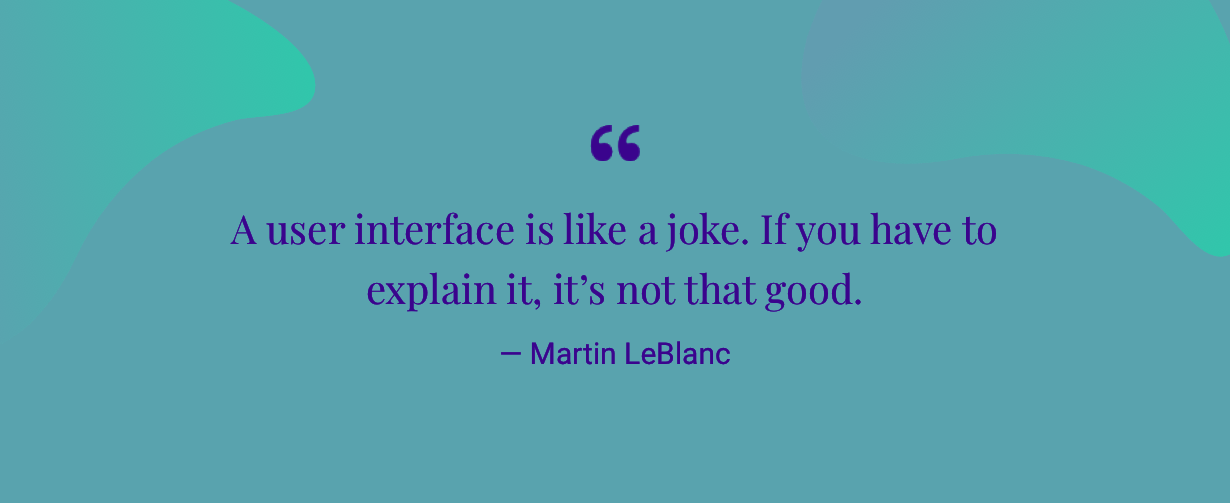 “
A user interface is like a joke. If you have to
explain it, it’s not that good.
— Martin LeBlanc